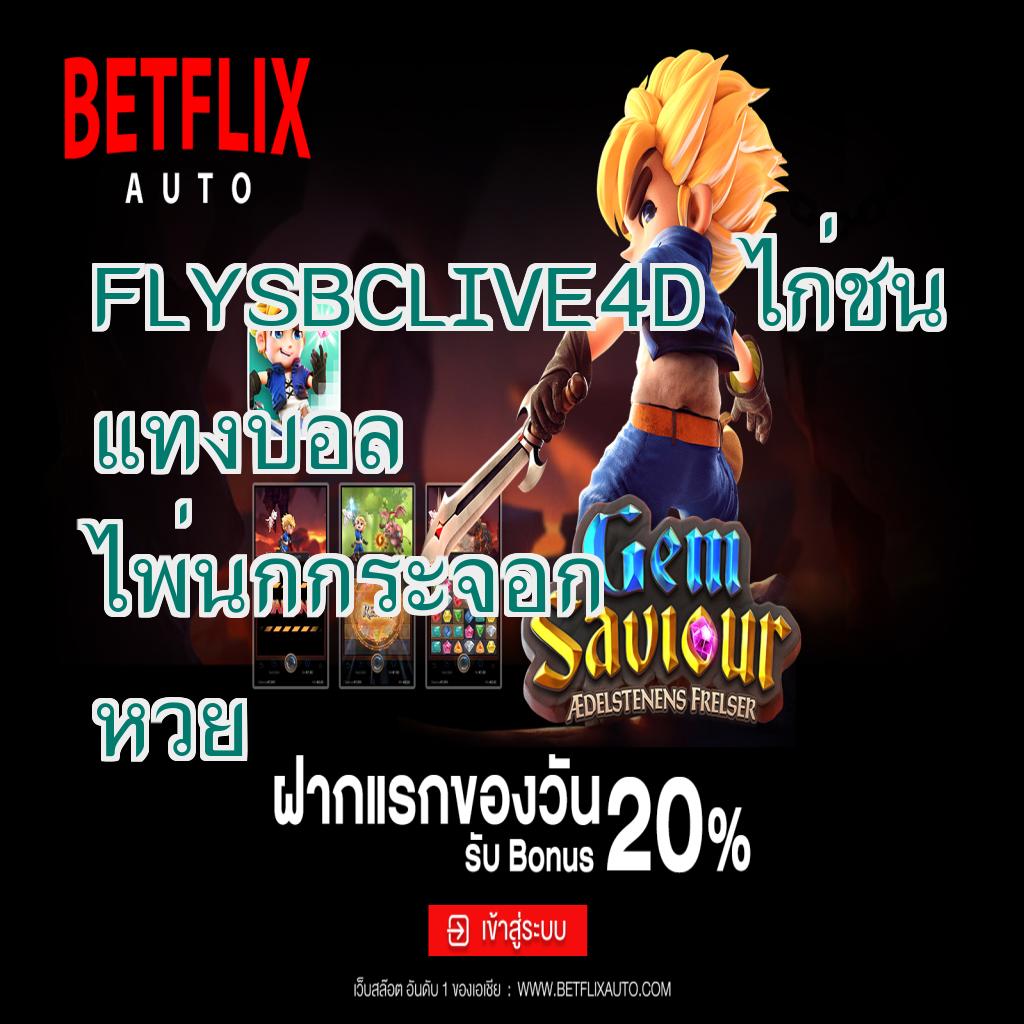 BETFLIX
AUTO
FLYSBCLIVE4D ไก่ชน
แทงบอล
ไพ่นกกระจอก
หวย
Gem
Saviour
ÆDELSTENENS FRELSER
ฝากแรกของวัน
รับ Bonus 20%
เข้าสู่ระบบ
เว็บสล๊อต อันดับ 1 ของเอเชีย : WWW.BETFLIXAUTO.COM